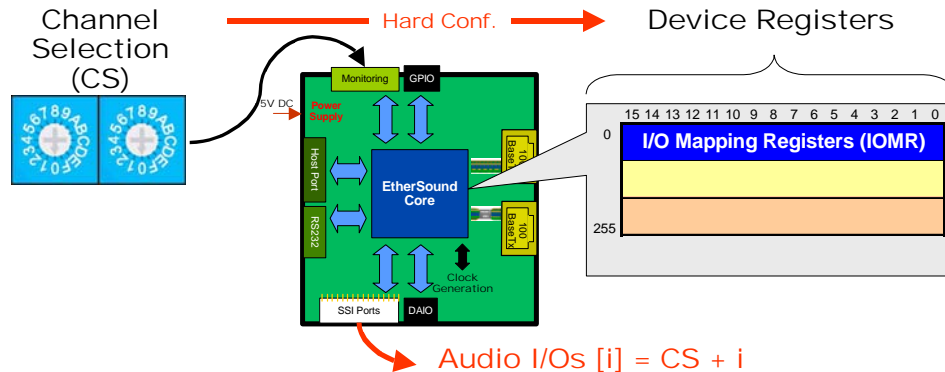 Channel
Selection
(CS)
Hard Conf.
Device Registers
0123456789ABCDEF
0123456789ABCDEF
Monitoring
GPIO
5V DC
Power
Supply
Host Port
RS232
EtherSound
Core
100
BaseTx
100
BaseTx
Clock
Generation
SSI Ports
DAIO
15 14 13 12 11 10 9 8 7 6 5 4 3 2 1 0
0
I/O Mapping Registers (IOMR)
255
Audio I/Os [i] = CS + i